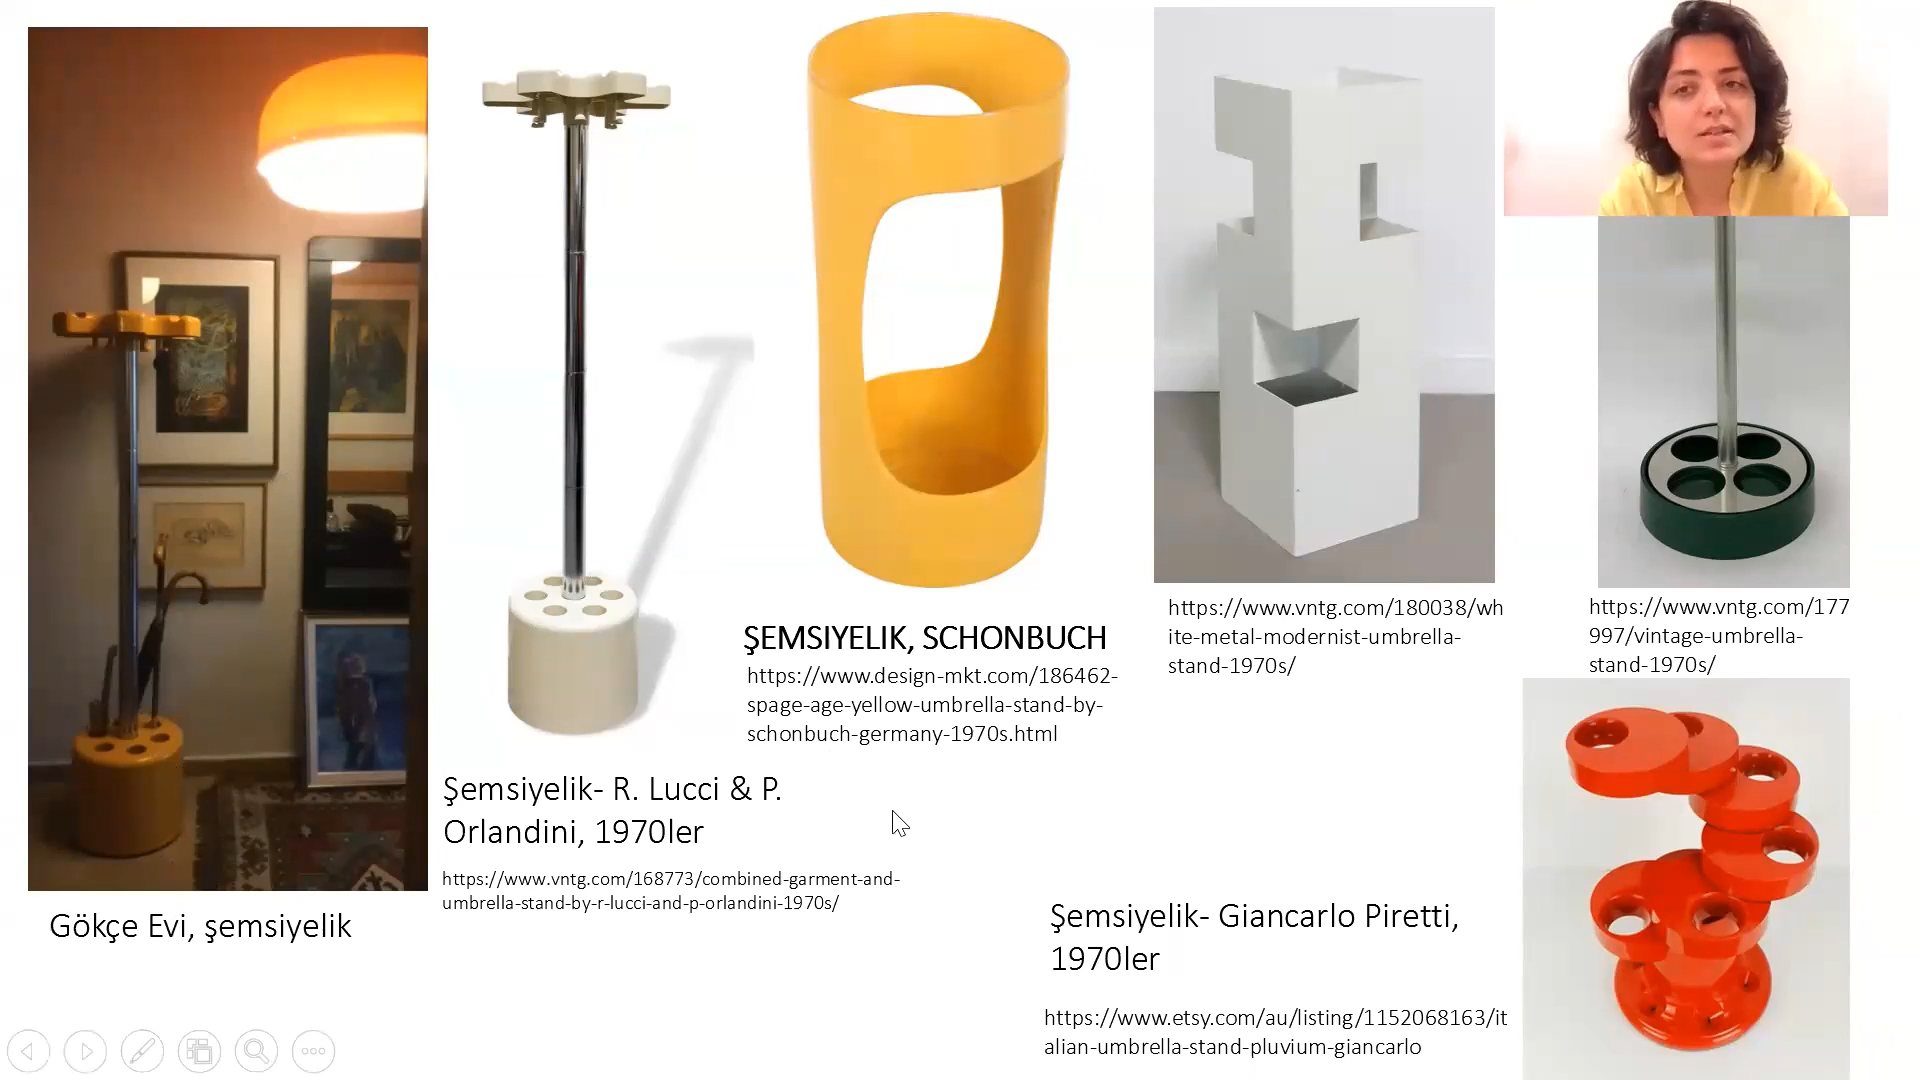 Gökçe Evi, şemsiyelik
Şemsiyelik- R. Lucci & P.
Orlandini, 1970ler
https://www.vntg.com/168773/combined-garment-and-
umbrella-stand-by-r-lucci-and-p-orlandini-1970s/
ŞEMSIYELIK, SCHONBUCH
https://www.design-mkt.com/186462-
spage-age-yellow-umbrella-stand-by-
schonbuch-germany-1970s.html
https://www.vntg.com/180038/wh
ite-metal-modernist-umbrella-
stand-1970s/
https://www.vntg.com/177
997/vintage-umbrella-
stand-1970s/
Şemsiyelik- Giancarlo Piretti,
1970ler
https://www.etsy.com/au/listing/1152068163/it
alian-umbrella-stand-pluvium-giancarlo